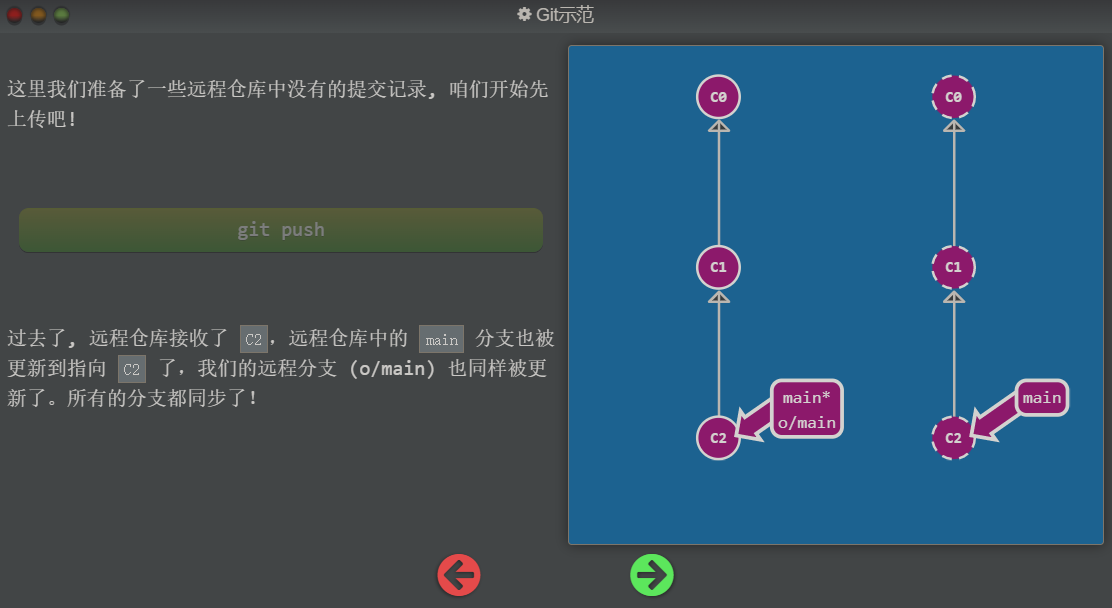 Git示范
这里我们准备了一些远程仓库中没有的提交记录, 咱们开始先
上传吧!
git push
过去了, 远程仓库接收了 C2，远程仓库中的 main 分支也被
更新到指向 C2 了，我们的远程分支 (o/main) 也同样被更
新了。所有的分支都同步了!
C0
C0
C1
C1
main*
o/main
main
C2
C2